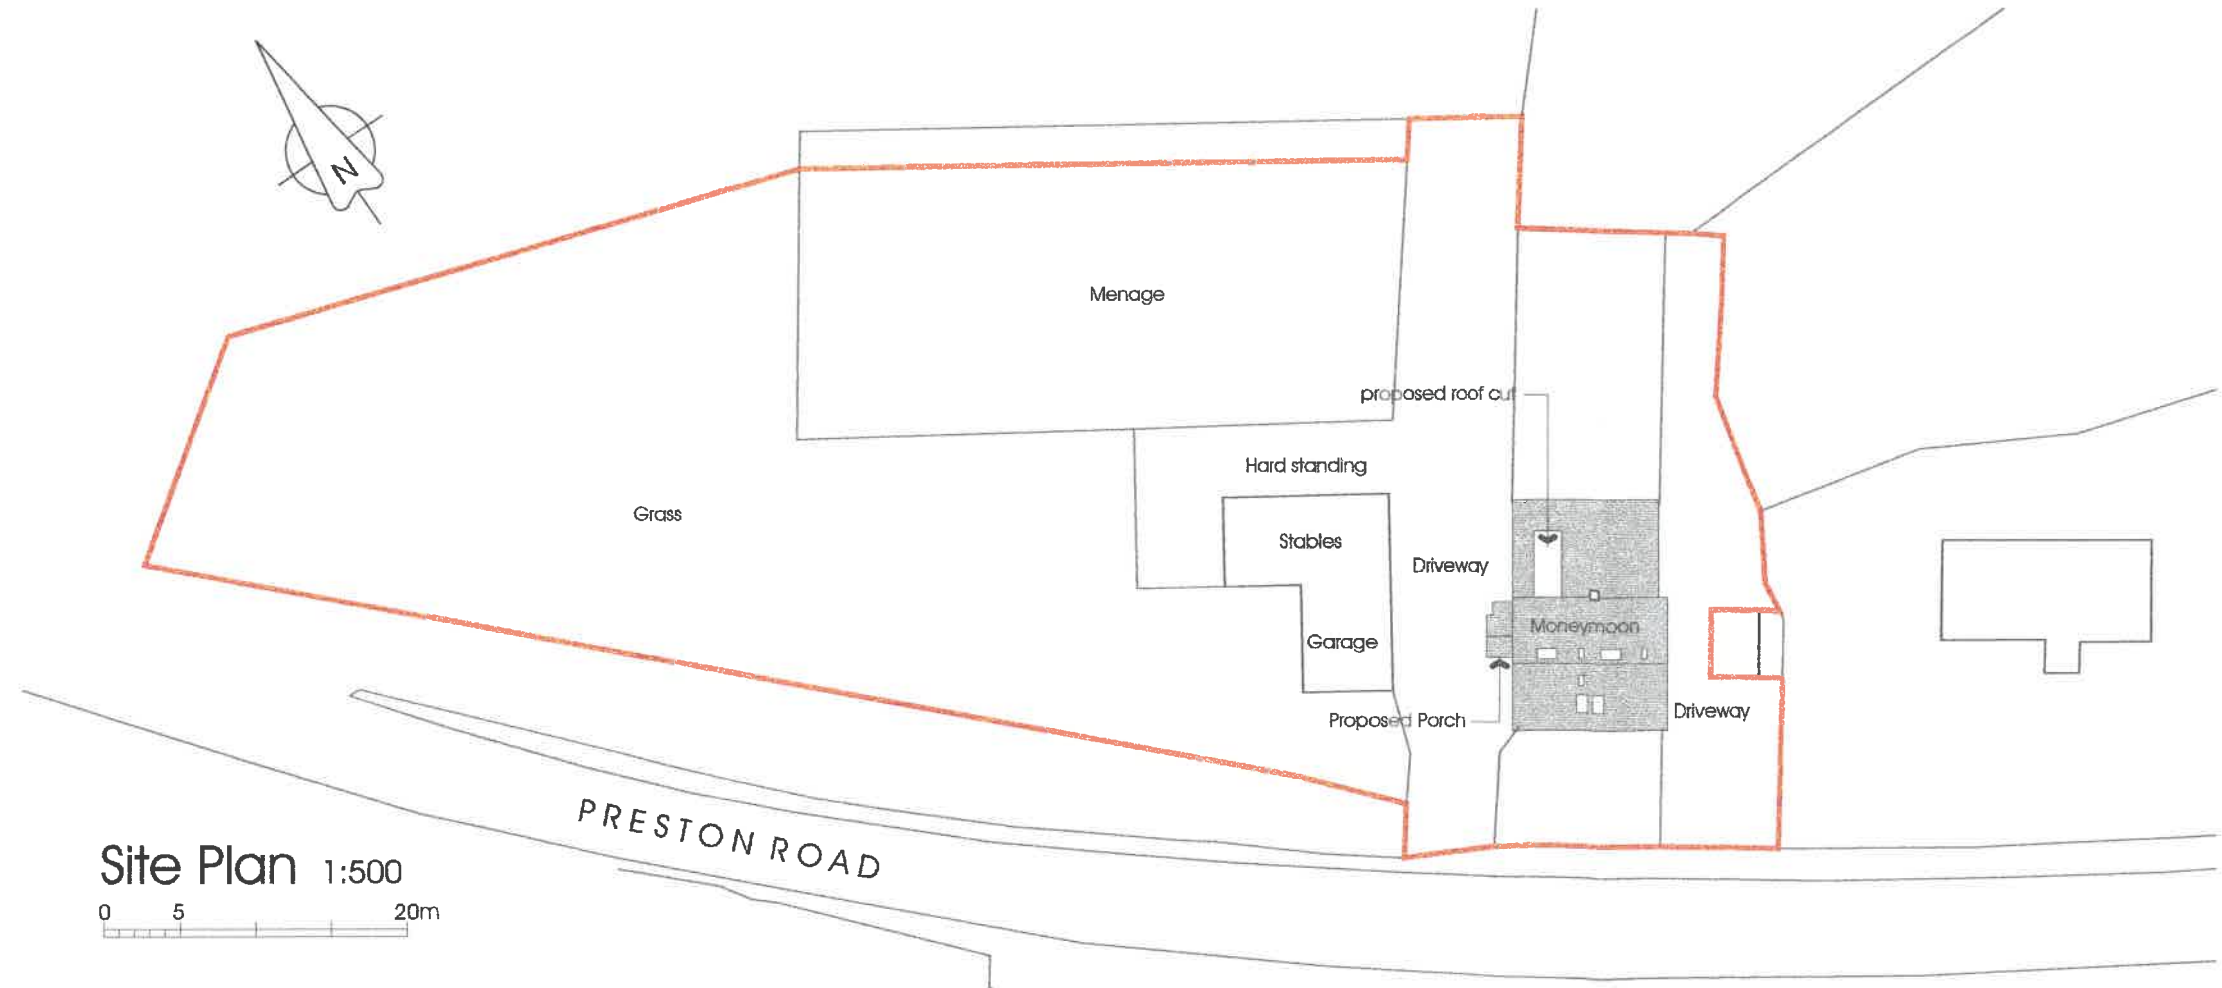 N
Menage
proposed roof cut
Hard standing
Grass
Stables
Driveway
Moneymoon
Garage
Driveway
Proposed Porch
PRESTON ROAD
Site Plan 1:500
0 5 20m